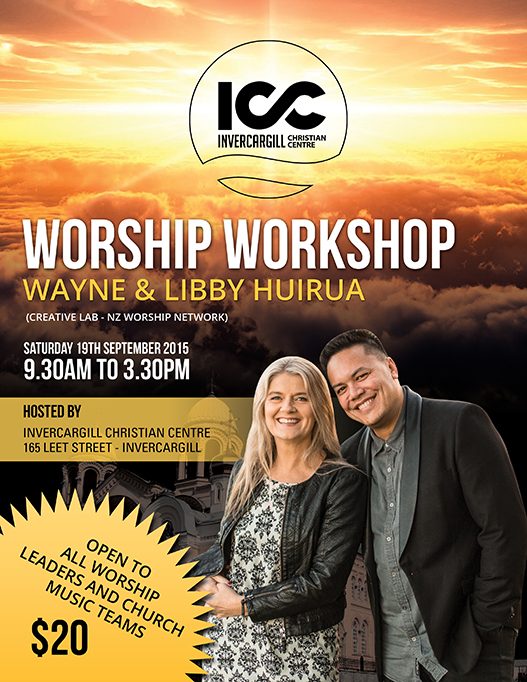 ICC
INVERCARGILL CHRISTIAN CENTRE
WORSHIP WORKSHOP
WAYNE & LIBBY HUIRUA
(CREATIVE LAB - NZ WORSHIP NETWORK)
SATURDAY 19TH SEPTEMBER 2015
9.30AM TO 3.30PM
HOSTED BY
INVERCARGILL CHRISTIAN CENTRE
165 LEET STREET - INVERCARGILL
OPEN TO
ALL WORSHIP
LEADERS AND CHURCH
MUSIC TEAMS
$20